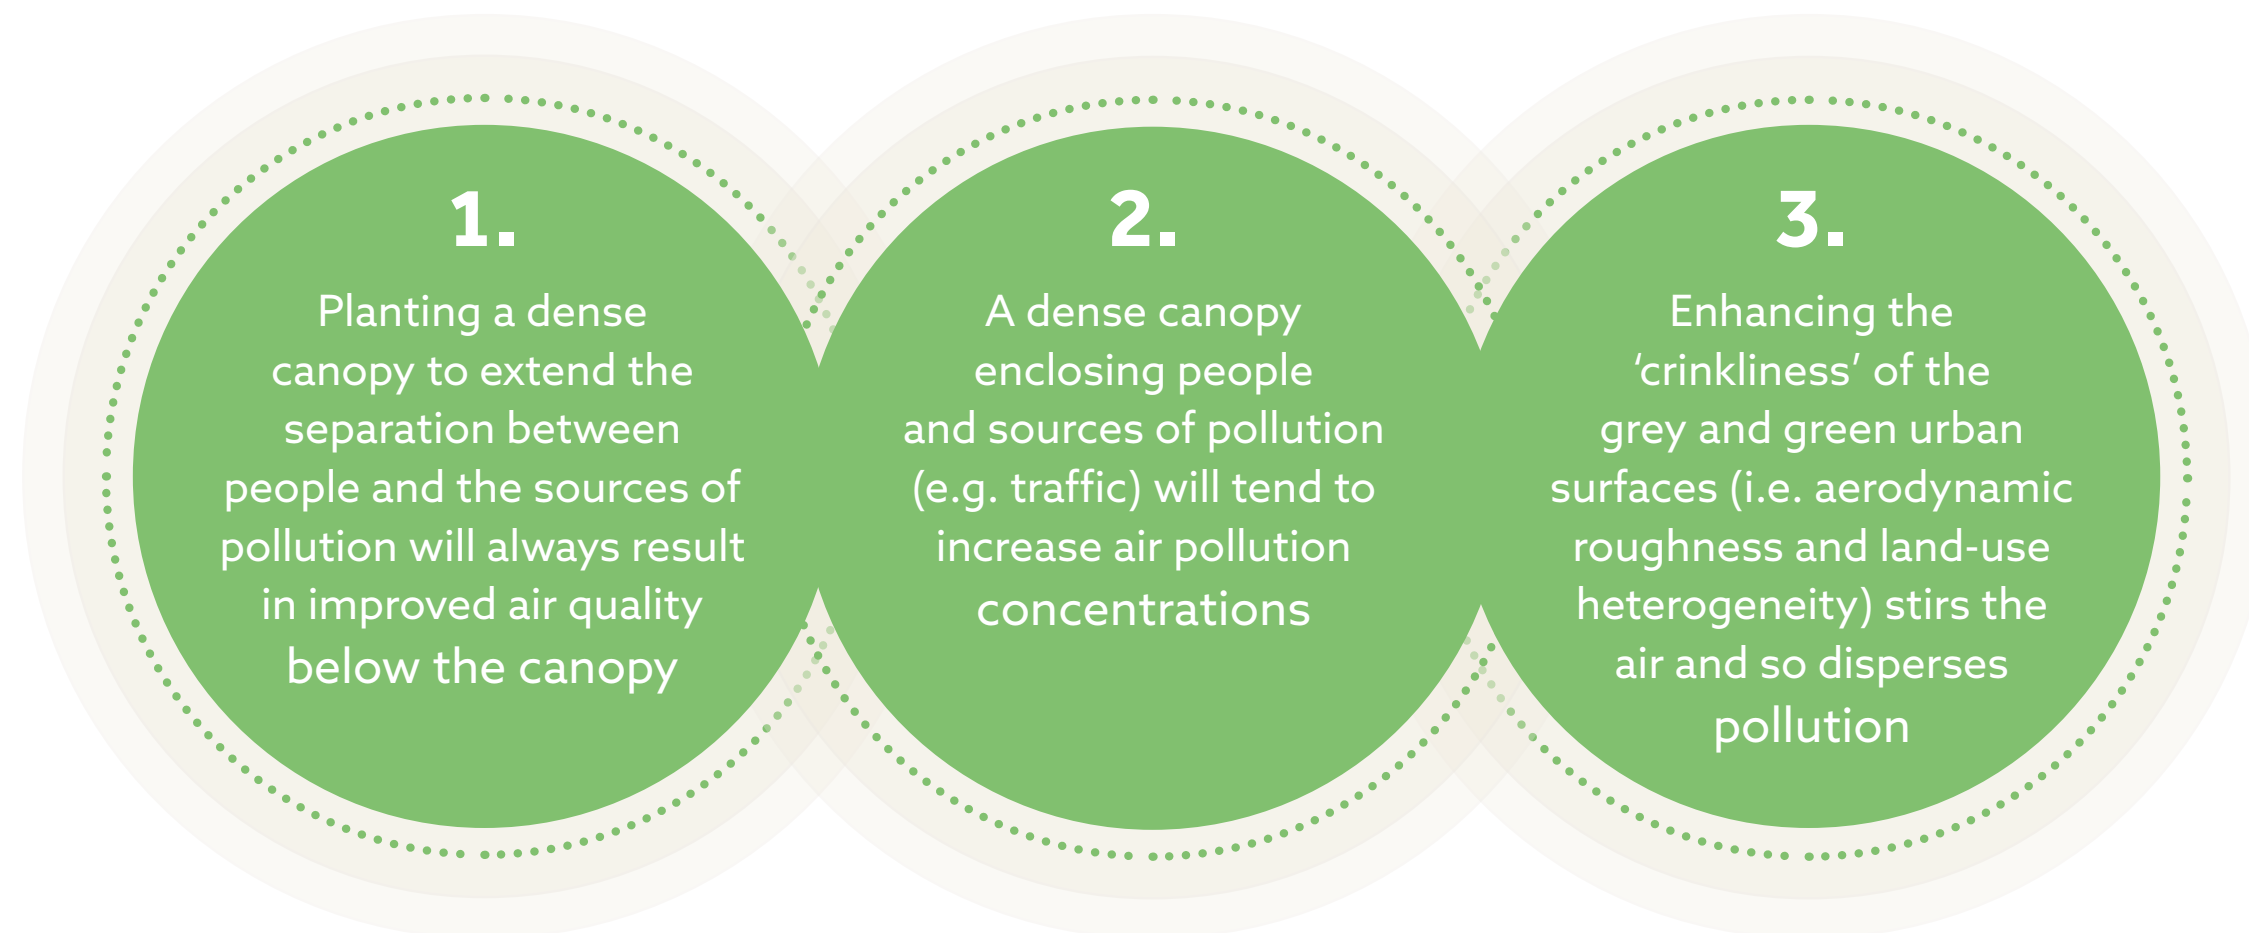 1.
Planting a dense
canopy to extend the
separation between
people and the sources of
pollution will always result
in improved air quality
below the canopy
2.
A dense canopy
enclosing people
and sources of pollution
(e.g. traffic) will tend to
increase air pollution
concentrations
3.
Enhancing the
‘crinkliness’ of the
grey and green urban
surfaces (i.e. aerodynamic
roughness and land-use
heterogeneity) stirs the
air and so disperses
pollution